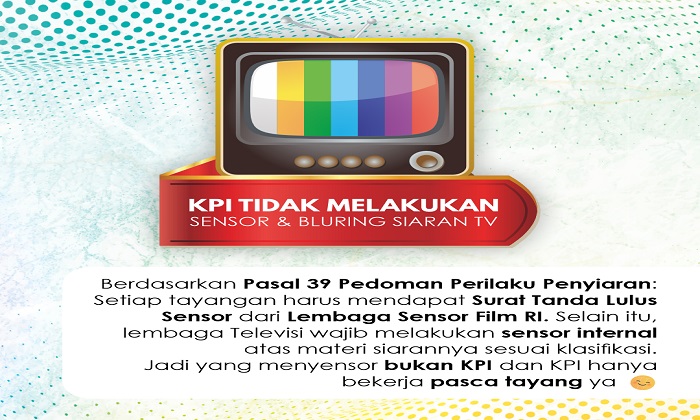 KPI TIDAK MELAKUKAN
SENSOR & BLURING SIARAN TV
Berdasarkan Pasal 39 Pedoman Perilaku Penyiaran:
Setiap tayangan harus mendapat Surat Tanda Lulus
Sensor dari Lembaga Sensor Film RI. Selain itu,
lembaga Televisi wajib melakukan sensor internal
atas materi siarannya sesuai klasifikasi.
Jadi yang menyensor bukan KPI dan KPI hanya
bekerja pasca tayang ya